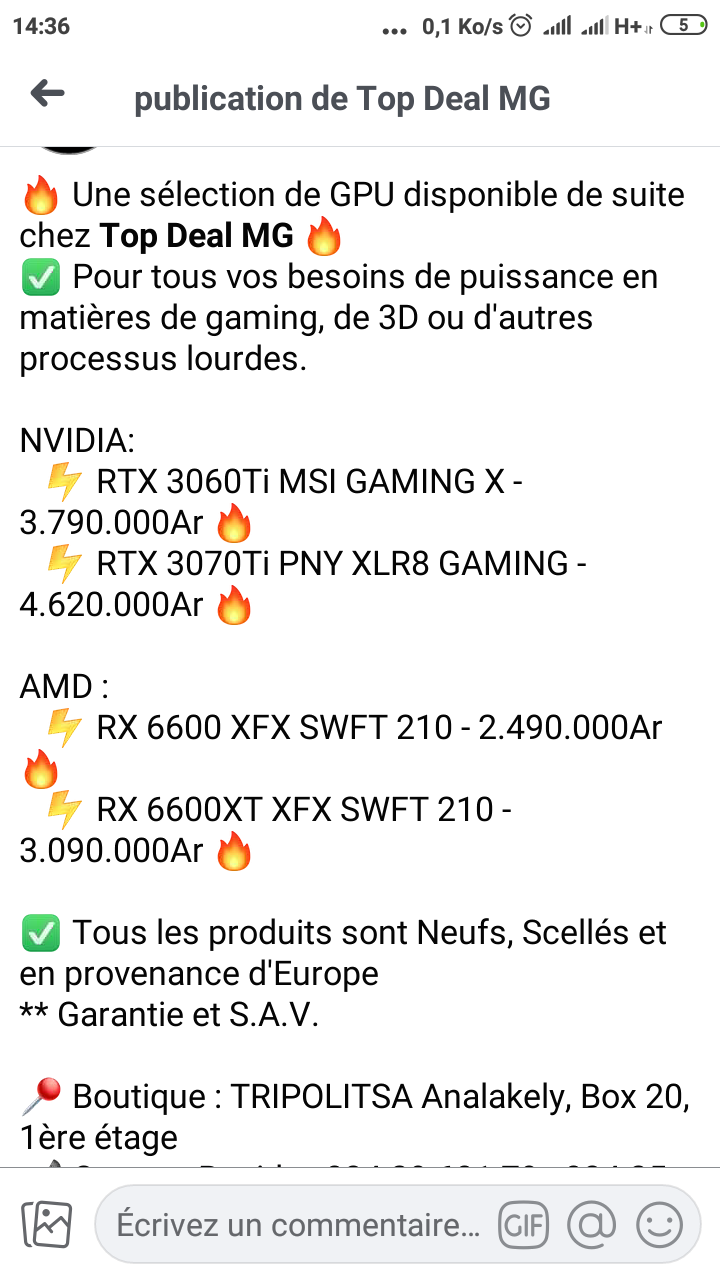 14:36
... 0,1 Ko/s H+ 5
publication de Top Deal MG
🔥 Une sélection de GPU disponible de suite
chez Top Deal MG 🔥
✅ Pour tous vos besoins de puissance en
matières de gaming, de 3D ou d'autres
processus lourdes.
NVIDIA:
⚡ RTX 3060Ti MSI GAMING X -
3.790.000Ar 🔥
⚡ RTX 3070Ti PNY XLR8 GAMING -
4.620.000Ar 🔥
AMD :
⚡ RX 6600 XFX SWFT 210 - 2.490.000Ar
🔥
⚡ RX 6600XT XFX SWFT 210 -
3.090.000Ar 🔥
✅ Tous les produits sont Neufs, Scellés et
en provenance d'Europe
** Garantie et S.A.V.
📍 Boutique : TRIPOLITSA Analakely, Box 20,
1ère étage
Écrivez un commentaire... GIF @